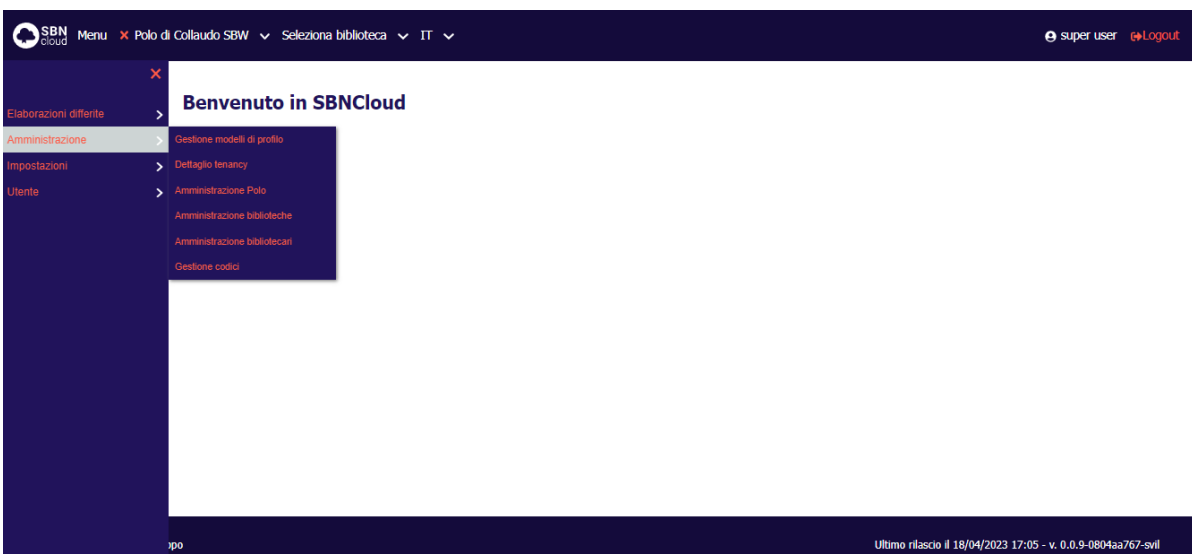 SBN cloud Menu Polo di Collaudo SBW Seleziona biblioteca IT super user Logout
Benvenuto in SBNCloud
Elaborazioni differite
Amministrazione
Impostazioni
Utente
Gestione modelli di profilo
Dettaglio tenancy
Amministrazione Polo
Amministrazione biblioteche
Amministrazione bibliotecari
Gestione codici
Ultimo rilascio il 18/04/2023 17:05 - v. 0.0.9-0804aa767-svil